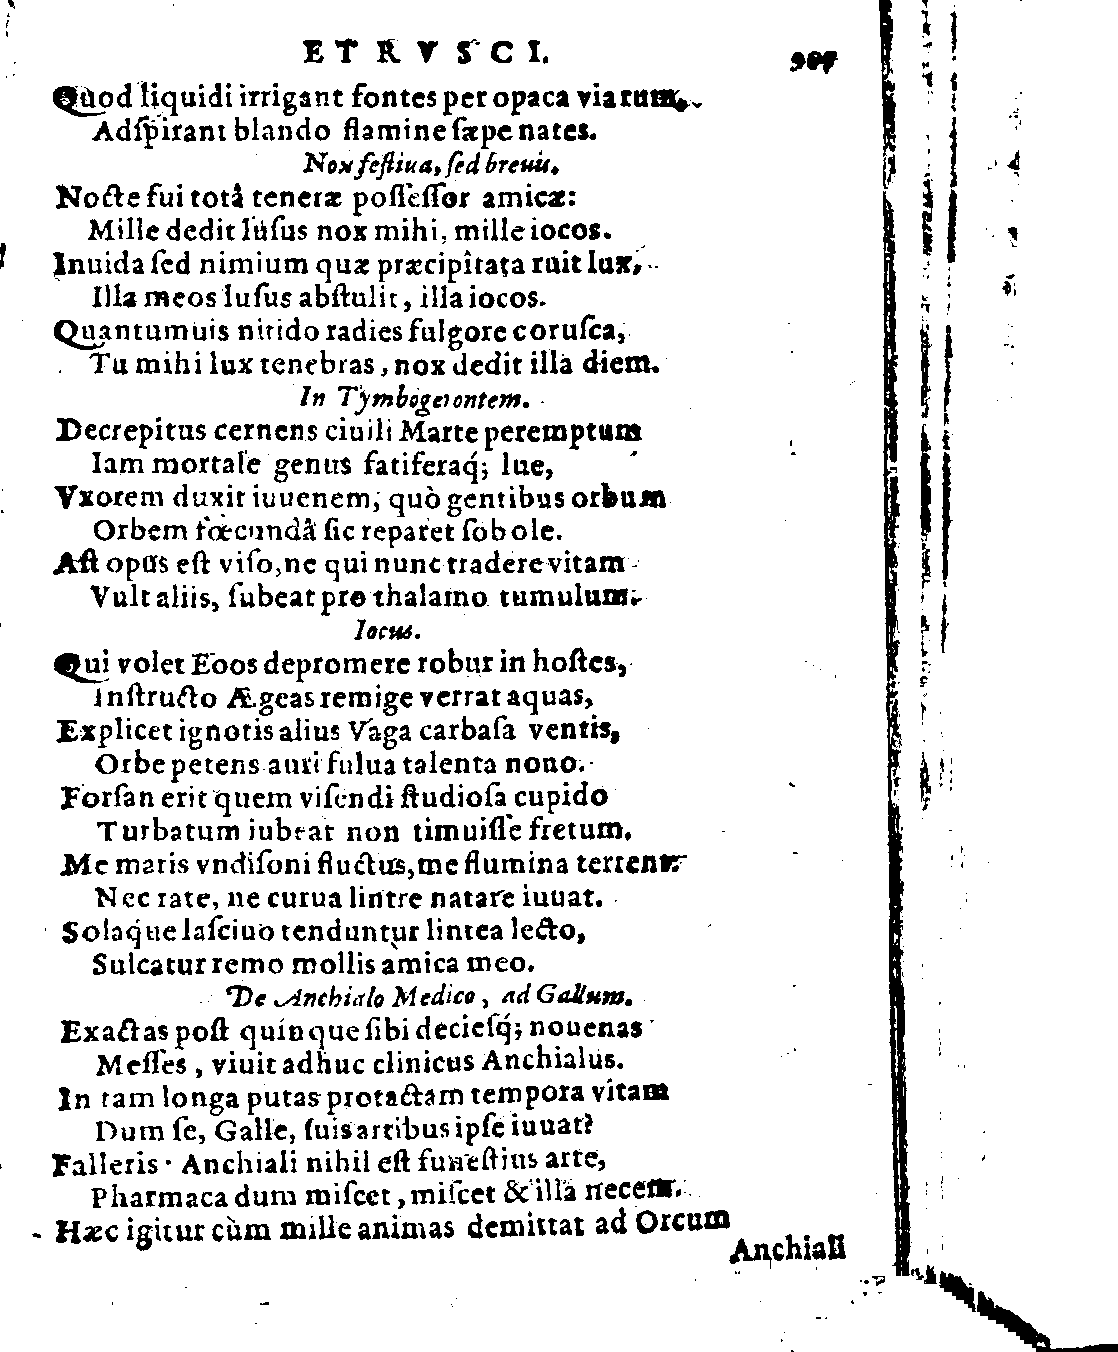 ETRVSCI.
Quod liquidi irrigant fontes per opaca viarum,
Adſpirant blando flamine ſæpe nates.
Nox feſtiua, ſed breuis.
Nocte fui totâ teneræ poſſeſſor amicæ:
Mille dedit luſus nox mihi, mille iocos.
Inuida ſed nimium quæ præcipitata ruit lux,
Illa meos luſus abſtulit, illa iocos.
Quantumuis nitido radies fulgore coruſca,
Tu mihi lux tenebras, nox dedit illa diem.
In Tymbogerontem.
Decrepitus cernens ciuili Marte peremptum
Iam mortale genus fatiferaq́; lue,
Vxorem duxit iuuenem, quò gentibus orbum
Orbem fœcundâ ſic reparet ſobole.
Aſt opus eſt viſo, ne qui nunc tradere vitam
Vult aliis, ſubeat pro thalamo tumulum.
Iocus.
Qui volet Eoos depromere robur in hoſtes,
Inſtructo Ægeas remige verrat aquas,
Explicet ignotis alius Vaga carbaſa ventis,
Orbe petens auri fulua talenta nouo.
Forſan erit quem viſendi ſtudioſa cupido
Turbatum iubeat non timuiſſe fretum.
Me maris vndiſoni fluctus, me flumina terrent:
Nec rate, ne curua lintre natare iuuat.
Solaq́ue laſciuo tenduntur lintea lecto,
Sulcatur remo mollis amica meo.
De Anchialo Medico, ad Gallum.
Exactas poſt quinque ſibi decieſq́; nouenas
Meſſes, viuit adhuc clinicus Anchialus.
In tam longa putas protactam tempora vitam
Dum ſe, Galle, ſuis artibus ipſe iuuat?
Falleris. Anchiali nihil eſt funeſtius arte,
Pharmaca dum miſcet, miſcet & illa necem.
Hæc igitur cùm mille animas demittat ad Orcum
Anchiali